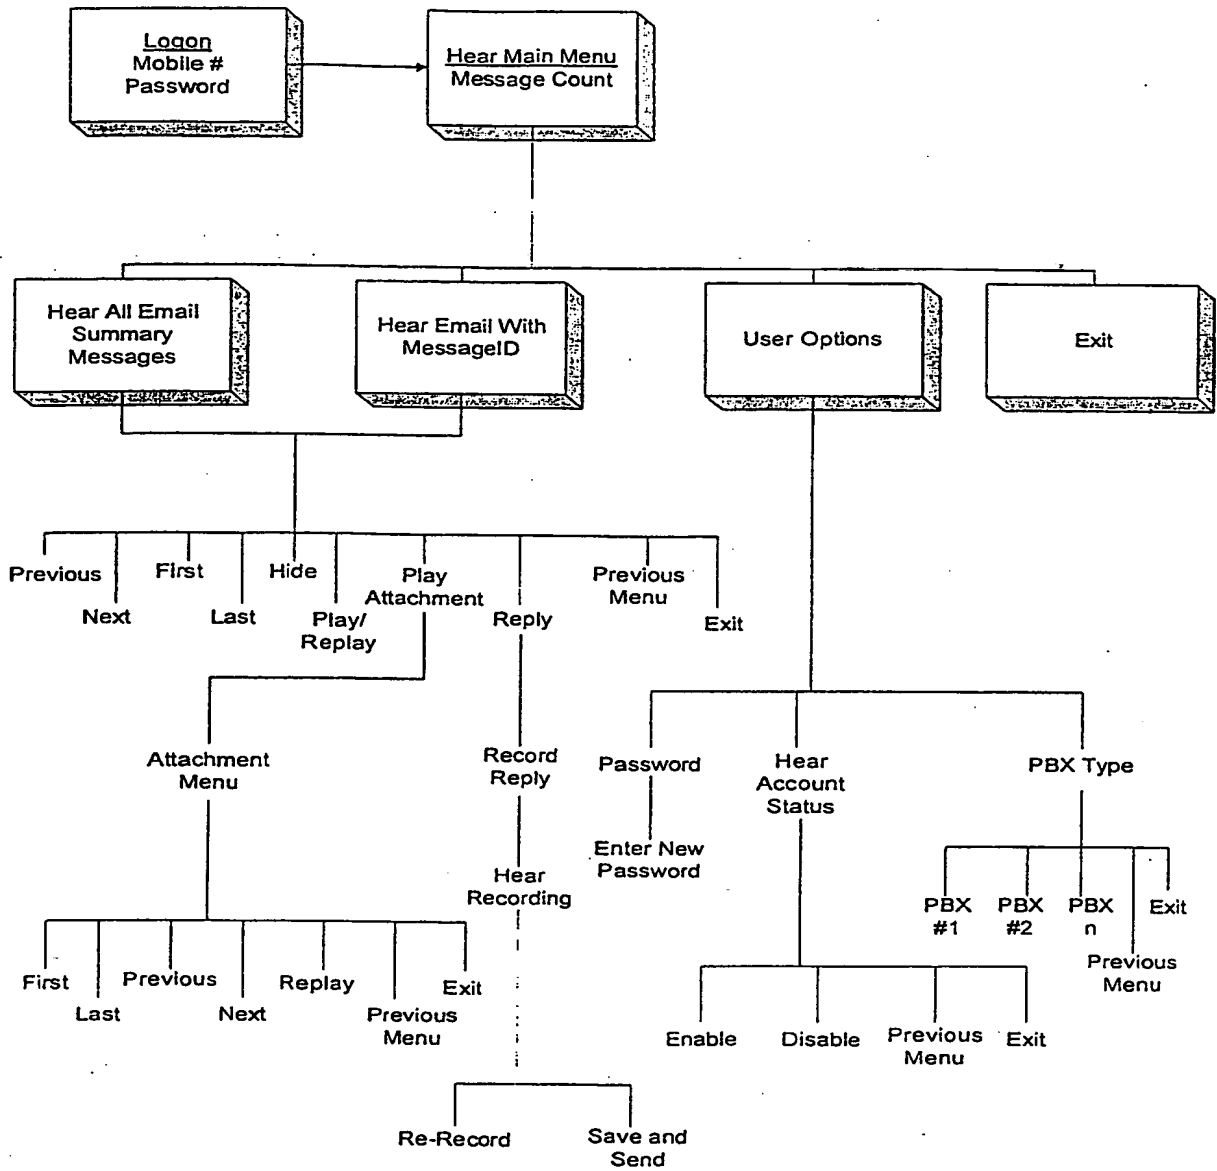 Logon
Mobile #
Password
Hear Main Menu
Message Count
Hear All Email
Summary
Messages
Hear Email With
MessageID
User Options
Exit
Previous
Next
First
Last
Hide
Play/
Replay
Play
Attachment
Reply
Previous
Menu
Exit
Attachment
Menu
First
Last
Previous
Next
Replay
Previous
Menu
Exit
Record
Reply
Hear
Recording
Re-Record
Save and
Send
Password
Enter New
Password
Hear
Account
Status
Enable
Disable
Previous
Menu
Exit
PBX Type
PBX
#1
PBX
#2
PBX
n
Previous
Menu
Exit